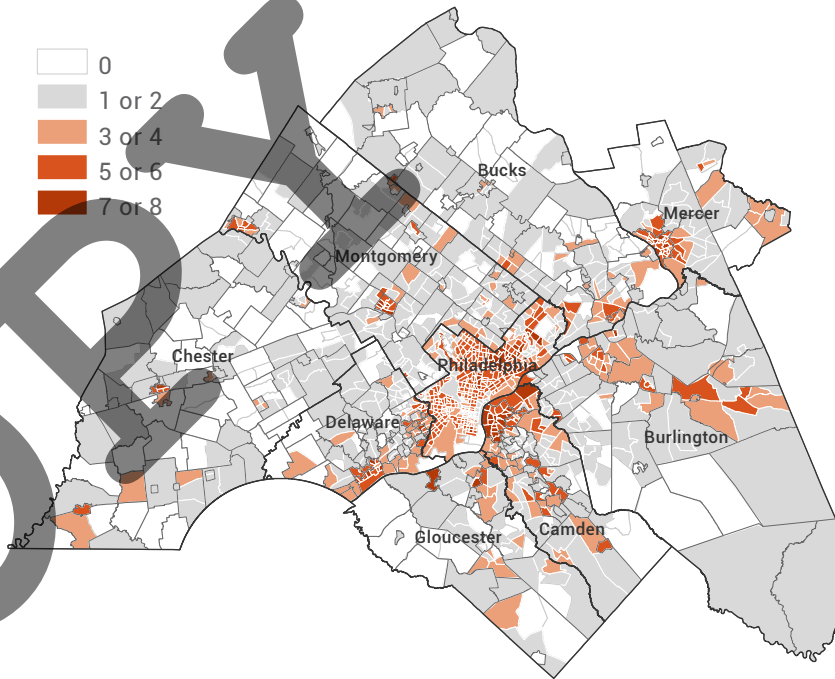 0
1 or 2
3 or 4
5 or 6
7 or 8
Bucks
Mercer
Montgomery
Chester
Philadelphia
Delaware
Burlington
Camden
Gloucester
OPY